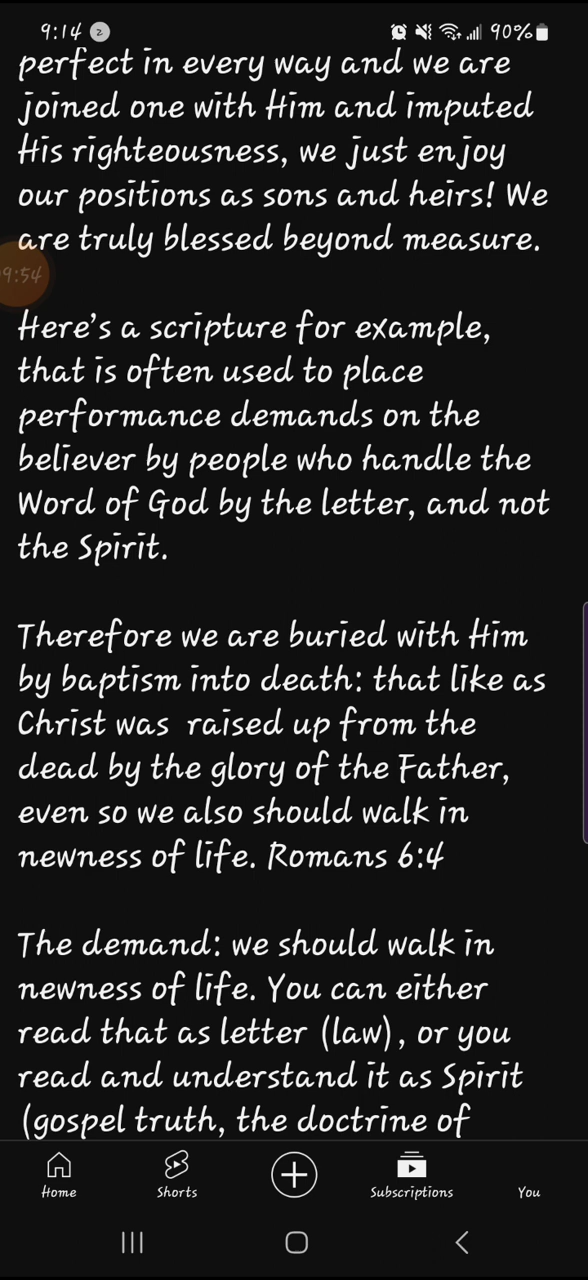 9:14 2 90%
perfect in every way and we are
joined one with Him and imputed
His righteousness, we just enjoy
our positions as sons and heirs! We
are truly blessed beyond measure.
9:54
Here's a scripture for example,
that is often used to place
performance demands on the
believer by people who handle the
Word of God by the letter, and not
the Spirit.
Therefore we are buried with Him
by baptism into death: that like as
Christ was raised up from the
dead by the glory of the Father,
even so we also should walk in
newness of life. Romans 6:4
The demand: we should walk in
newness of life. You can either
read that as letter (law), or you
read and understand it as Spirit
(gospel truth, the doctrine of
Home Shorts Subscriptions You